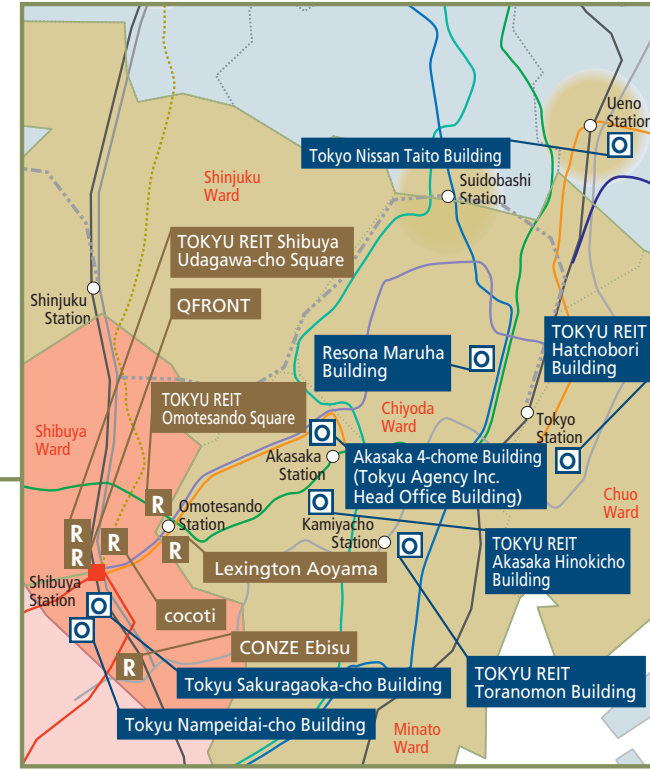 Ueno
Station
Tokyo Nissan Taito Building
Suidobashi
Station
Shinjuku
Ward
TOKYU REIT Shibuya
Udagawa-cho Square
Shinjuku
Station
QFRONT
TOKYU REIT
Hatchobori
Building
Resona Maruha
Building
TOKYU REIT
Omotesando Square
Chiyoda
Ward
Tokyo
Station
Shibuya
Ward
Akasaka
Station
Akasaka 4-chome Building
(Tokyu Agency Inc.
Head Office Building)
Chuo
Ward
R
Omotesando
Station
Kamiyacho
Station
R
R
R
R
TOKYU REIT
Akasaka Hinokicho
Building
Lexington Aoyama
Shibuya
Station
cocoti
CONZE Ebisu
R
Tokyu Sakuragaoka-cho Building
TOKYU REIT
Toranomon Building
Tokyu Nampeidai-cho Building
Minato
Ward